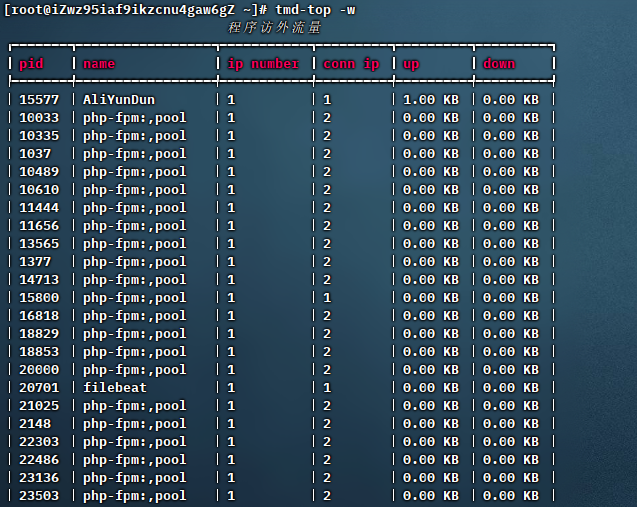 [root@iZwz95iaf9ikzcnu4gaw6gZ ~]# tmd-top -w
程序访外流量
pid name ip number conn ip up down
15577 AliYunDun 1 1 1.00 KB 0.00 KB
10033 php-fpm:,pool 1 2 0.00 KB 0.00 KB
10335 php-fpm:,pool 1 2 0.00 KB 0.00 KB
1037 php-fpm:,pool 1 2 0.00 KB 0.00 KB
10489 php-fpm:,pool 1 2 0.00 KB 0.00 KB
10610 php-fpm:,pool 1 2 0.00 KB 0.00 KB
11444 php-fpm:,pool 1 2 0.00 KB 0.00 KB
11656 php-fpm:,pool 1 2 0.00 KB 0.00 KB
13565 php-fpm:,pool 1 2 0.00 KB 0.00 KB
1377 php-fpm:,pool 1 2 0.00 KB 0.00 KB
14713 php-fpm:,pool 1 2 0.00 KB 0.00 KB
15800 php-fpm:,pool 1 1 0.00 KB 0.00 KB
16818 php-fpm:,pool 1 2 0.00 KB 0.00 KB
18829 php-fpm:,pool 1 2 0.00 KB 0.00 KB
18853 php-fpm:,pool 1 2 0.00 KB 0.00 KB
20000 php-fpm:,pool 1 2 0.00 KB 0.00 KB
20701 filebeat 1 1 0.00 KB 0.00 KB
21025 php-fpm:,pool 1 2 0.00 KB 0.00 KB
2148 php-fpm:,pool 1 2 0.00 KB 0.00 KB
22303 php-fpm:,pool 1 2 0.00 KB 0.00 KB
22486 php-fpm:,pool 1 2 0.00 KB 0.00 KB
23136 php-fpm:,pool 1 2 0.00 KB 0.00 KB
23503 php-fpm:,pool 1 2 0.00 KB 0.00 KB